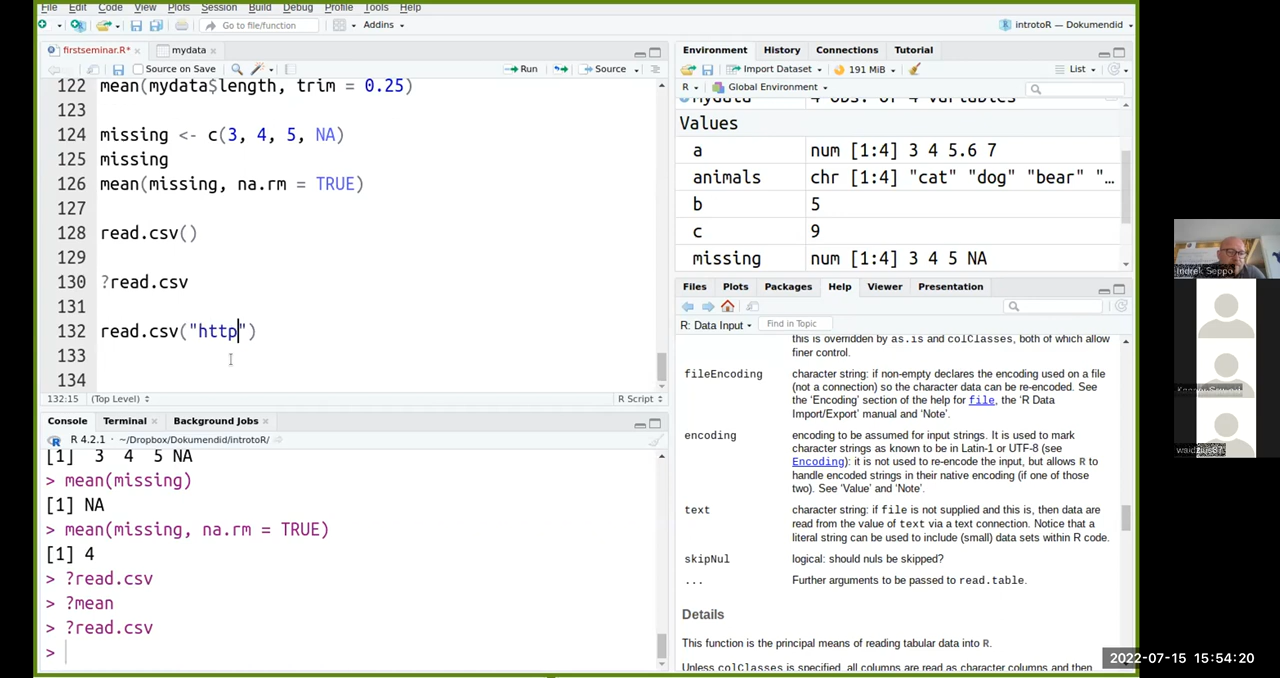 File Edit Code View Plots Session Build Debug Profile Tools Help
Go to file/function Addins introtoR — Dokumendid
firstseminar.R* mydata
Source on Save Run Source
122 mean(mydata$length, trim = 0.25)
123
124 missing <- c(3, 4, 5, NA)
125 missing
126 mean(missing, na.rm = TRUE)
127
128 read.csv()
129
130 ?read.csv
131
132 read.csv("http")
133
134
132:15 (Top Level) R Script
Console Terminal Background Jobs
R 4.2.1 · ~/Dropbox/Dokumendid/introtoR/
[1] 3 4 5 NA
> mean(missing)
[1] NA
> mean(missing, na.rm = TRUE)
[1] 4
> ?read.csv
> ?mean
> ?read.csv
>
Environment History Connections Tutorial
Import Dataset 191 MiB List
R Global Environment
mydata 4 obs. of 4 variables
Values
a num [1:4] 3 4 5.6 7
animals chr [1:4] "cat" "dog" "bear" "…
b 5
c 9
missing num [1:4] 3 4 5 NA
Files Plots Packages Help Viewer Presentation
R: Data Input Find in Topic
this is overridden by as.is and colClasses, both of which allow
finer control.
fileEncoding character string: if non-empty declares the encoding used on a file
(not a connection) so the character data can be re-encoded. See
the ‘Encoding’ section of the help for file, the ‘R Data
Import/Export’ manual and ‘Note’.
encoding encoding to be assumed for input strings. It is used to mark
character strings as known to be in Latin-1 or UTF-8 (see
Encoding): it is not used to re-encode the input, but allows R to
handle encoded strings in their native encoding (if one of those
two). See ‘Value’ and ‘Note’.
text character string: if file is not supplied and this is, then data are
read from the value of text via a text connection. Notice that a
literal string can be used to include (small) data sets within R code.
skipNul logical: should nuls be skipped?
... Further arguments to be passed to read.table.
Details
This function is the principal means of reading tabular data into R.
Unless colClasses is specified, all columns are read as character columns and then
Indrek Seppo
2022-07-15 15:54:20